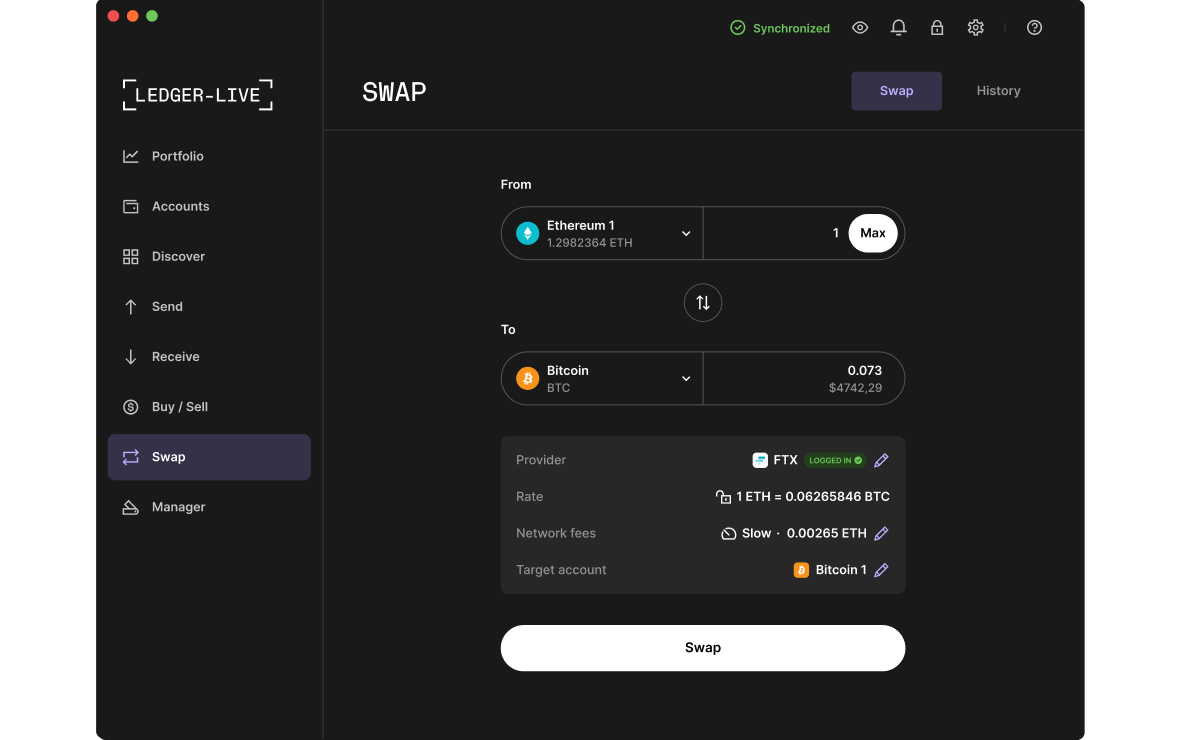 Synchronized
LEDGER-LIVE
SWAP
Swap
History
Portfolio
Accounts
Discover
Send
Receive
Buy / Sell
Swap
Manager
From
Ethereum 1
1.2982364 ETH
1
Max
To
Bitcoin
BTC
0.073
$4742,29
Provider
FTX LOGGED IN
Rate
1 ETH = 0.06265846 BTC
Network fees
Slow · 0.00265 ETH
Target account
Bitcoin 1
Swap